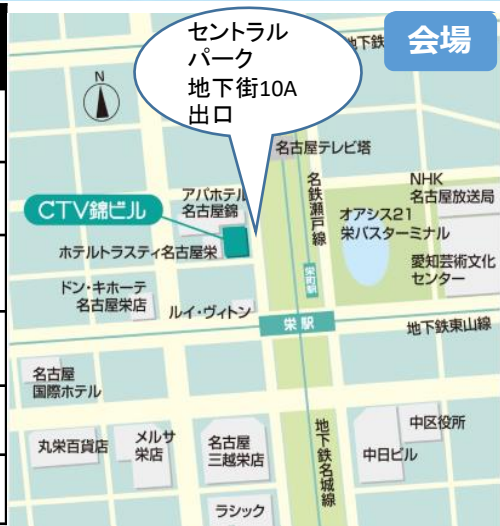 セントラル
パーク
地下街10A
出口
地下鉄
会場
N
名古屋テレビ塔
アパホテル
名古屋錦
CTV錦ビル
名鉄瀬戸線
NHK
名古屋放送局
オアシス21
栄バスターミナル
ホテルトラスティ名古屋栄
愛知芸術文化
センター
栄町駅
ドン・キホーテ
名古屋栄店
ルイ・ヴィトン
栄駅
地下鉄東山線
名古屋
国際ホテル
丸栄百貨店
メルサ
栄店
名古屋
三越栄店
地下鉄名城線
中区役所
中日ビル
ラシック